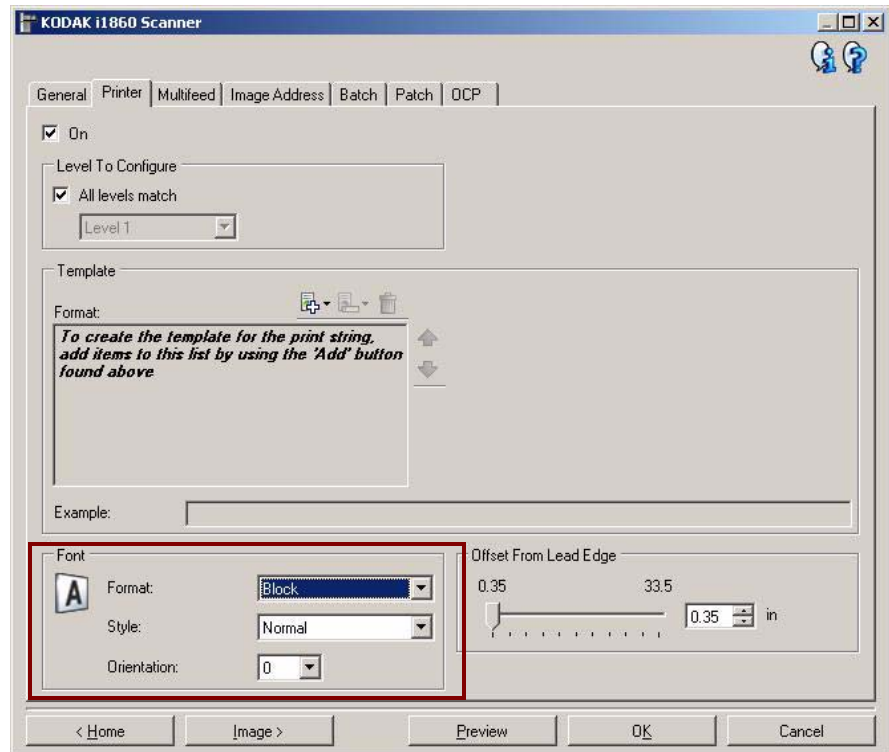 KODAK i1860 Scanner
General Printer Multifeed Image Address Batch Patch OCP
On
Level To Configure
All levels match
Level 1
Template
Format:
To create the template for the print string,
add items to this list by using the 'Add' button
found above
Example:
Font
Format: Block
Style: Normal
Orientation: 0
A
Offset From Lead Edge
0.35 33.5
0.35 in
< Home Image > Preview OK Cancel